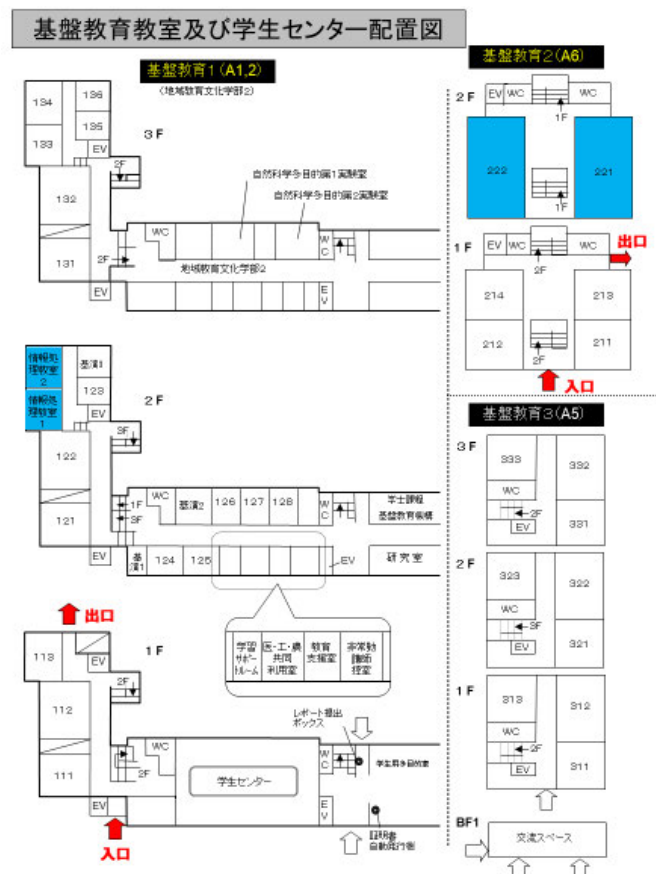 基盤教育教室及び学生センター配置図
基盤教育1(A1,2)
(地域教育文化学部2)
3F
134
136
133
135
EV
2F
132
131
2F
EV
WC
自然科学多目的第1実験室
自然科学多目的第2実験室
地域教育文化学部2
WC
EV
2F
情報処
理教室
2
情報処
理教室
1
基演3
123
EV
3F
122
121
1F
3F
EV
WC
基演2
126
127
128
WC
学士課程
基盤教育機構
基演1
124
125
EV
研究室
学習
サポー
トルーム
医・工・農
共同
利用室
教育
支援室
非常勤
講師
控室
出口
1F
113
EV
2F
112
111
2F
EV
入口
WC
学生センター
WC
EV
レポート提出
ボックス
学生用多目的室
証明書
自動発行機
基盤教育2(A6)
2F
EV
WC
WC
1F
222
221
1F
1F
EV
WC
WC
出口
2F
214
213
212
211
2F
入口
基盤教育3(A5)
3F
333
332
WC
2F
EV
331
2F
323
322
WC
3F
EV
321
1F
313
312
WC
2F
EV
311
BF1
交流スペース